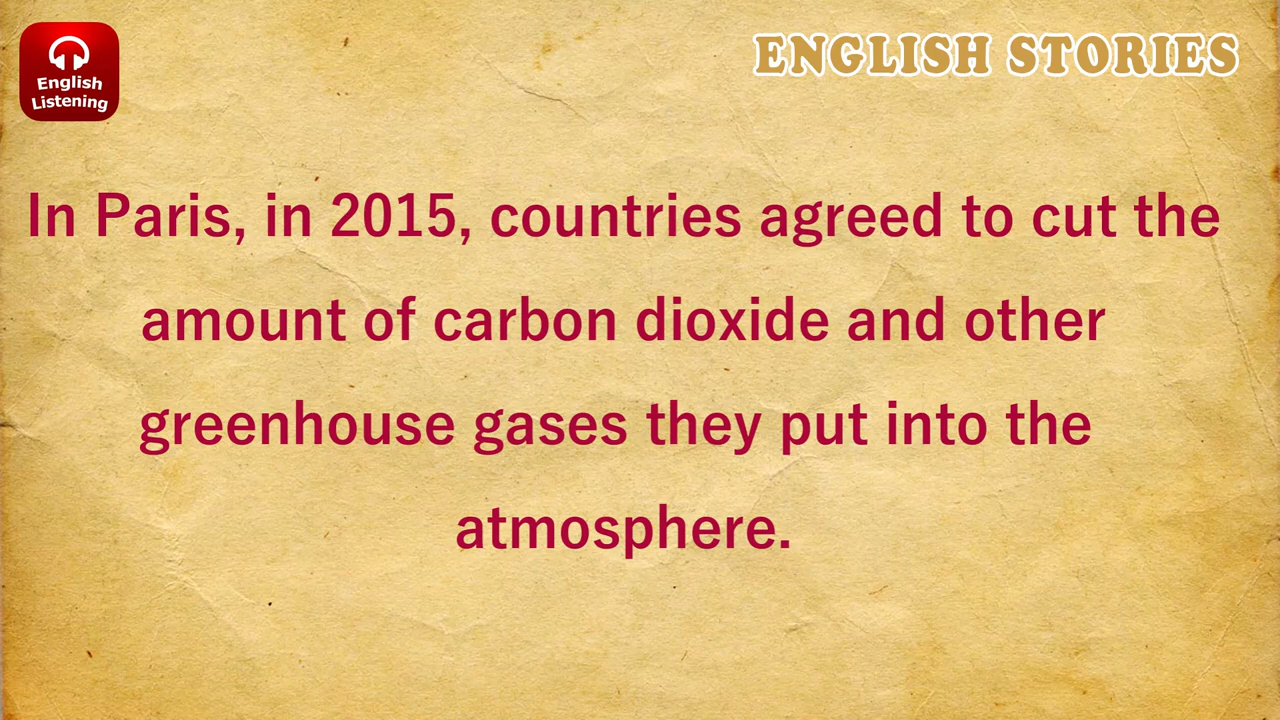 English
Listening
ENGLISH STORIES
In Paris, in 2015, countries agreed to cut the
amount of carbon dioxide and other
greenhouse gases they put into the
atmosphere.